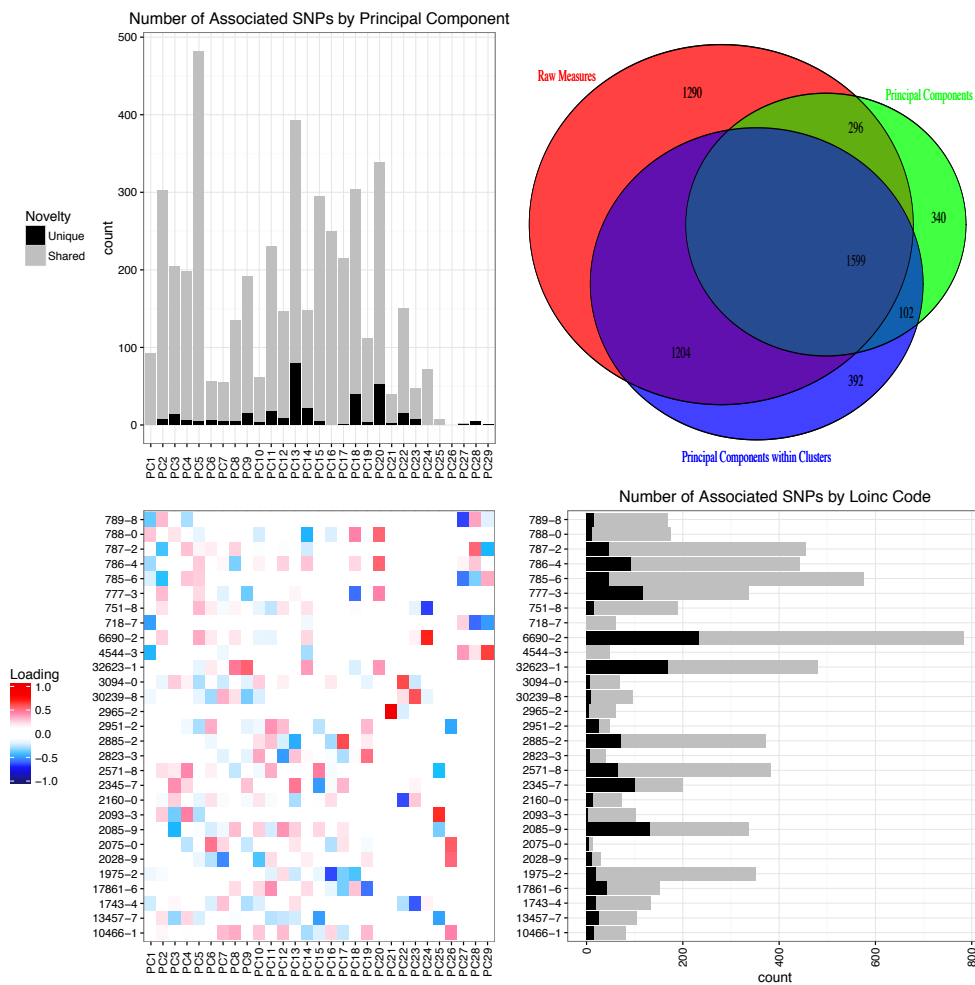 Number of Associated SNPs by Principal Component
500
400
300
200
100
0
count
Novelty
Unique
Shared
PC1
PC2
PC3
PC4
PC5
PC6
PC7
PC8
PC9
PC10
PC11
PC12
PC13
PC14
PC15
PC16
PC17
PC18
PC19
PC20
PC21
PC22
PC23
PC24
PC25
PC26
PC27
PC28
PC29
Raw Measures
1290
Principal Components
296
340
1599
102
1204
392
Principal Components within Clusters
Loading
1.0
0.5
0.0
−0.5
−1.0
789−8
788−0
787−2
786−4
785−6
777−3
751−8
718−7
6690−2
4544−3
32623−1
3094−0
30239−8
2965−2
2951−2
2885−2
2823−3
2571−8
2345−7
2160−0
2093−3
2085−9
2075−0
2028−9
1975−2
17861−6
1743−4
13457−7
10466−1
PC1
PC2
PC3
PC4
PC5
PC6
PC7
PC8
PC9
PC10
PC11
PC12
PC13
PC14
PC15
PC16
PC17
PC18
PC19
PC20
PC21
PC22
PC23
PC24
PC25
PC26
PC27
PC28
PC29
Number of Associated SNPs by Loinc Code
789−8
788−0
787−2
786−4
785−6
777−3
751−8
718−7
6690−2
4544−3
32623−1
3094−0
30239−8
2965−2
2951−2
2885−2
2823−3
2571−8
2345−7
2160−0
2093−3
2085−9
2075−0
2028−9
1975−2
17861−6
1743−4
13457−7
10466−1
0
200
400
600
800
count